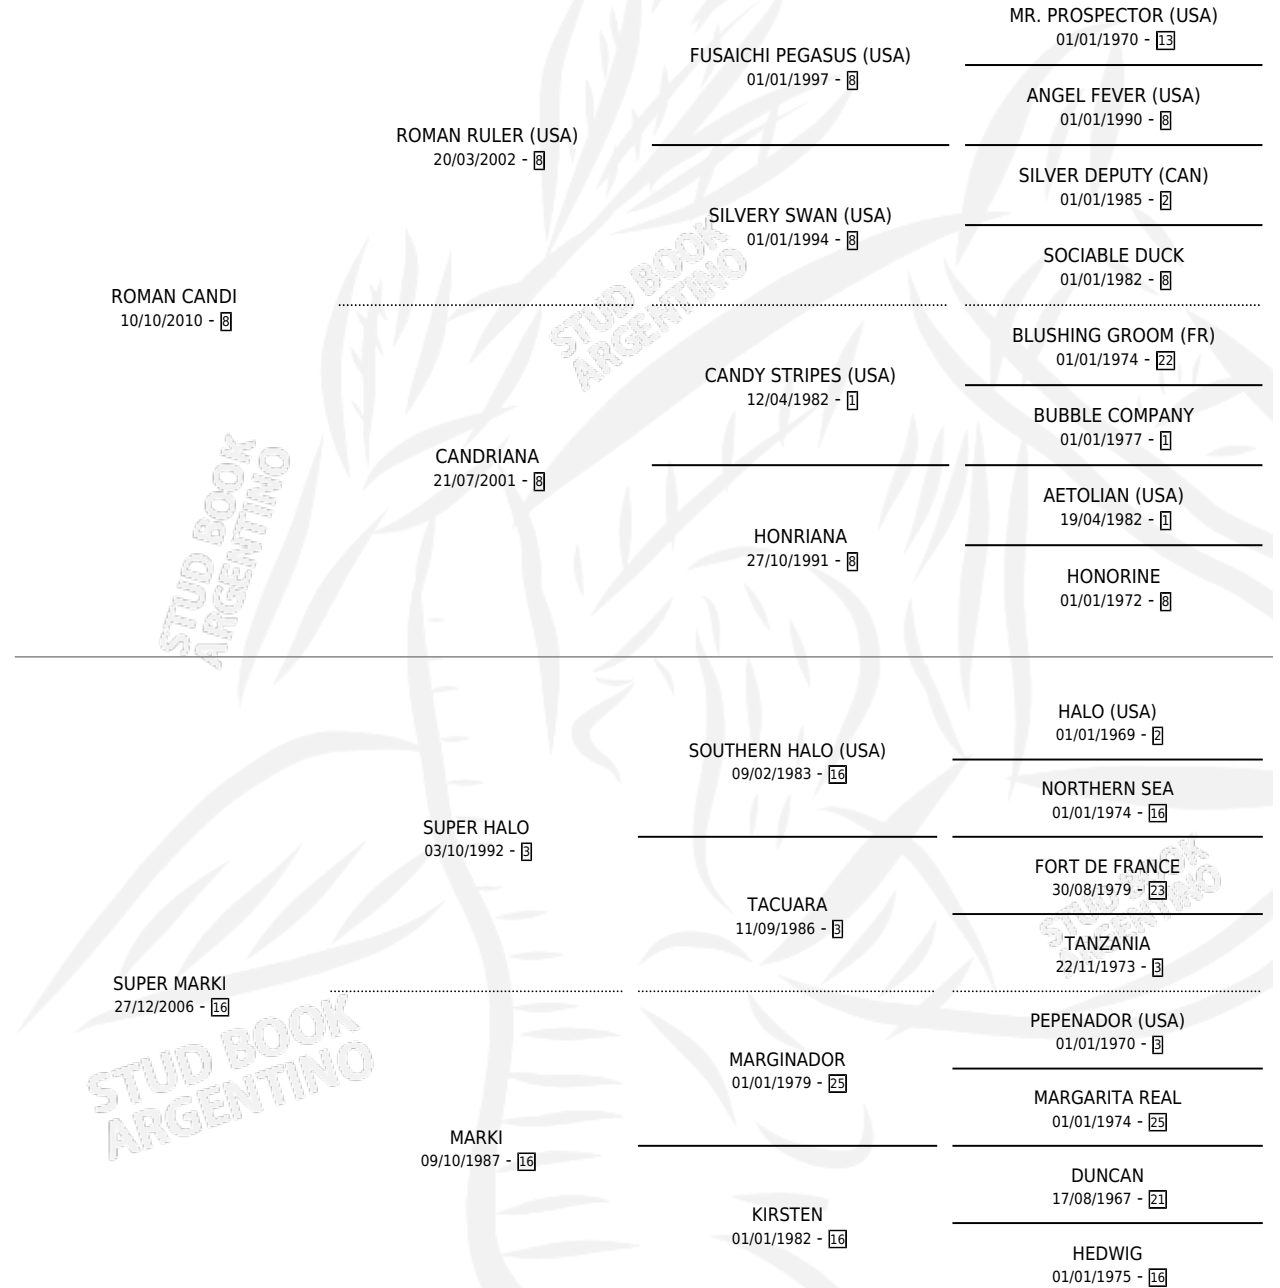 MR. PROSPECTOR (USA)
01/01/1970 - 13
FUSAICHI PEGASUS (USA)
01/01/1997 - 8
ANGEL FEVER (USA)
01/01/1990 - 8
ROMAN RULER (USA)
20/03/2002 - 8
SILVER DEPUTY (CAN)
01/01/1985 - 2
SILVERY SWAN (USA)
01/01/1994 - 8
SOCIABLE DUCK
01/01/1982 - 8
ROMAN CANDI
10/10/2010 - 8
STUD BOOK
ARGENTINO
BLUSHING GROOM (FR)
01/01/1974 - 22
CANDY STRIPES (USA)
12/04/1982 - 1
BUBBLE COMPANY
01/01/1977 - 1
CANDRIANA
21/07/2001 - 8
AETOLIAN (USA)
19/04/1982 - 1
HONRIANA
27/10/1991 - 8
HONORINE
01/01/1972 - 8
STUD BOOK
ARGENTINO
HALO (USA)
01/01/1969 - 2
SOUTHERN HALO (USA)
09/02/1983 - 16
NORTHERN SEA
01/01/1974 - 16
SUPER HALO
03/10/1992 - 3
FORT DE FRANCE
30/08/1979 - 23
TACUARA
11/09/1986 - 3
TANZANIA
22/11/1973 - 3
STUD BOOK
ARGENTINO
SUPER MARKI
27/12/2006 - 16
PEPENADOR (USA)
01/01/1970 - 3
MARGINADOR
01/01/1979 - 25
MARGARITA REAL
01/01/1974 - 25
STUD BOOK
ARGENTINO
MARKI
09/10/1987 - 16
DUNCAN
17/08/1967 - 21
KIRSTEN
01/01/1982 - 16
HEDWIG
01/01/1975 - 16